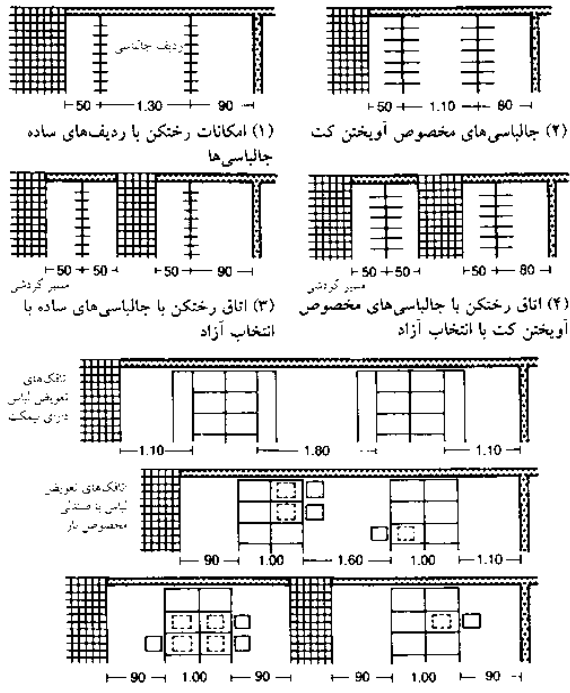 ردیف جالباسی
50 1.30 90
50 1.10 80
(۱) امکانات رختکن با ردیف‌های ساده
جالباسی‌ها
(۲) جالباسی‌های مخصوص آویختن کت
50 50 50 90
مسیر گردشی
50 50 50 80
مسیر گردشی
(۳) اتاق رختکن با جالباسی‌های ساده با
انتخاب آزاد
(۴) اتاق رختکن با جالباسی‌های مخصوص
آویختن کت با انتخاب آزاد
اتاقک‌های
تعویض لباس
دارای نیمکت
1.10 1.80 1.10
اتاقک‌های تعویض
لباس با صندلی
مخصوص باز
90 1.00 1.60 1.00 1.10
90 1.00 90 90 1.00 90